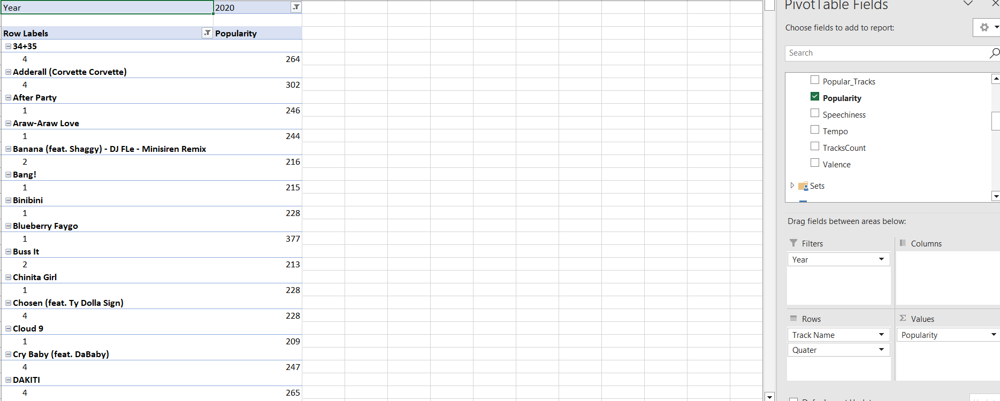 Year 2020
Row Labels Popularity
34+35
4 264
Adderall (Corvette Corvette)
4 302
After Party
1 246
Araw-Araw Love
1 244
Banana (feat. Shaggy) - DJ FLe - Minisiren Remix
2 216
Bang!
1 215
Binibini
1 228
Blueberry Faygo
1 377
Buss It
2 213
Chinita Girl
1 228
Chosen (feat. Ty Dolla Sign)
4 228
Cloud 9
1 209
Cry Baby (feat. DaBaby)
4 247
DAKITI
4 265
PivotTable Fields
Choose fields to add to report:
Search
Popular_Tracks
Popularity
Speechiness
Tempo
TracksCount
Valence
Sets
Drag fields between areas below:
Filters
Year
Columns
Rows
Track Name
Quater
Values
Popularity